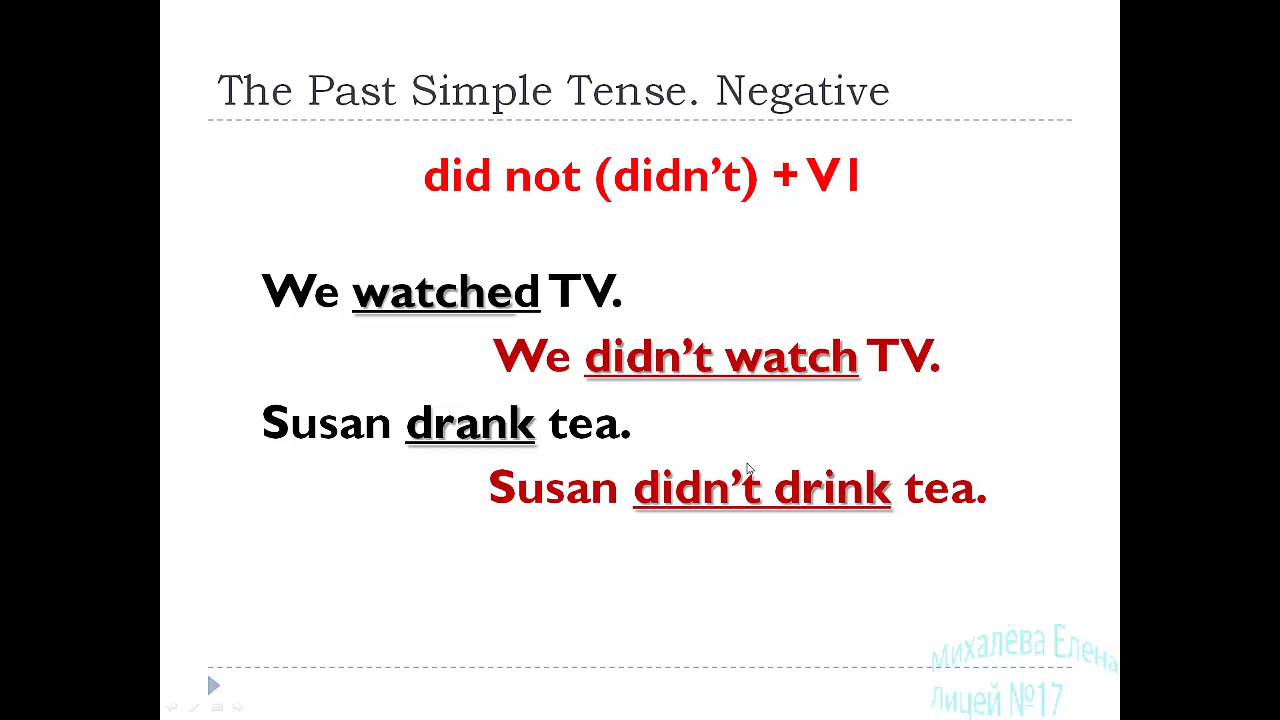 The Past Simple Tense. Negative
did not (didn’t) + V1
We watched TV.
We didn’t watch TV.
Susan drank tea.
Susan didn’t drink tea.
Михалёва Елена
Лицей №17